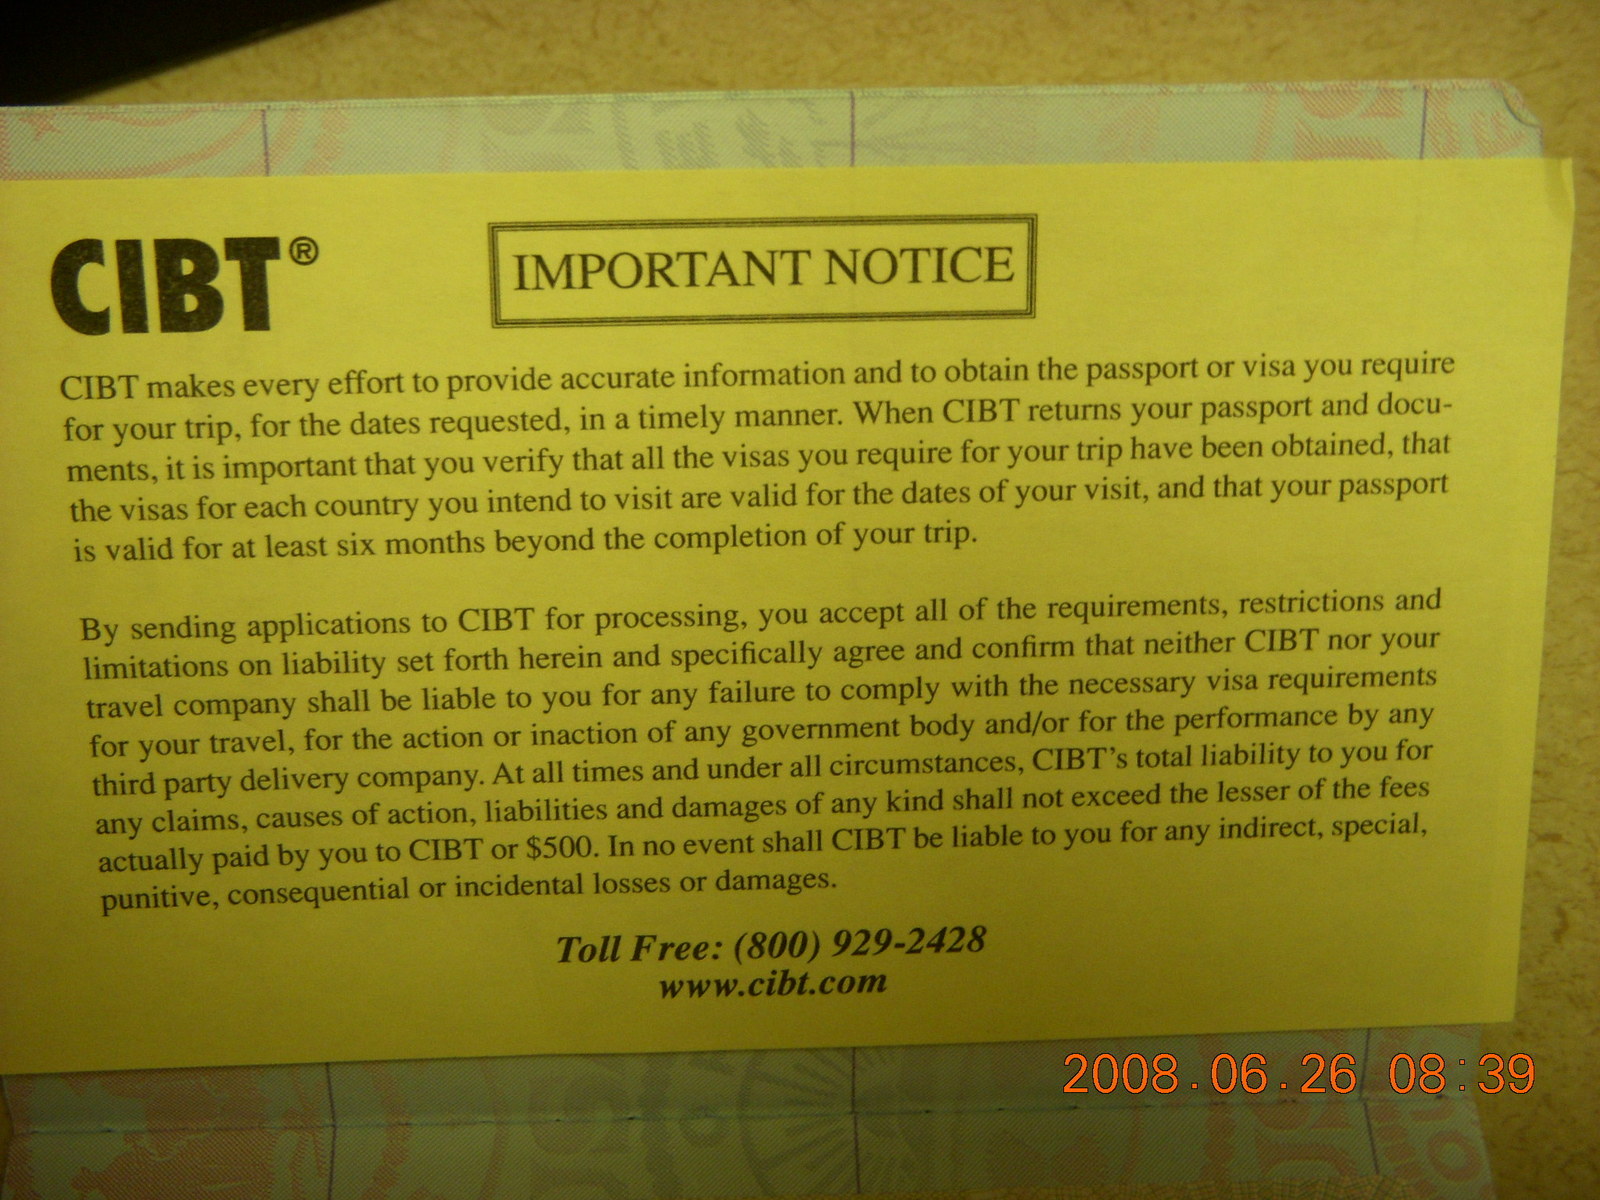 CIBT®
IMPORTANT NOTICE
CIBT makes every effort to provide accurate information and to obtain the passport or visa you require
for your trip, for the dates requested, in a timely manner. When CIBT returns your passport and docu-
ments, it is important that you verify that all the visas you require for your trip have been obtained, that
the visas for each country you intend to visit are valid for the dates of your visit, and that your passport
is valid for at least six months beyond the completion of your trip.
By sending applications to CIBT for processing, you accept all of the requirements, restrictions and
limitations on liability set forth herein and specifically agree and confirm that neither CIBT nor your
travel company shall be liable to you for any failure to comply with the necessary visa requirements
for your travel, for the action or inaction of any government body and/or for the performance by any
third party delivery company. At all times and under all circumstances, CIBT's total liability to you for
any claims, causes of action, liabilities and damages of any kind shall not exceed the lesser of the fees
actually paid by you to CIBT or $500. In no event shall CIBT be liable to you for any indirect, special,
punitive, consequential or incidental losses or damages.
Toll Free: (800) 929-2428
www.cibt.com
2008.06.26 08:39